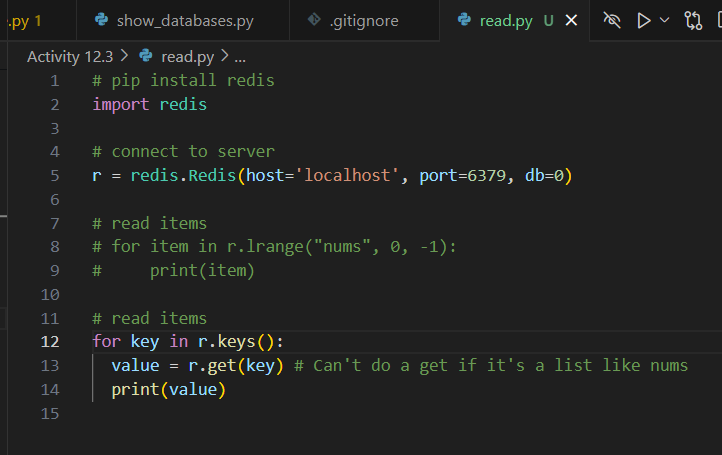 .py 1 show_databases.py .gitignore read.py U
Activity 12.3 > read.py > ...
1 # pip install redis
2 import redis
3
4 # connect to server
5 r = redis.Redis(host='localhost', port=6379, db=0)
6
7 # read items
8 # for item in r.lrange("nums", 0, -1):
9 #     print(item)
10
11 # read items
12 for key in r.keys():
13   value = r.get(key) # Can't do a get if it's a list like nums
14   print(value)
15